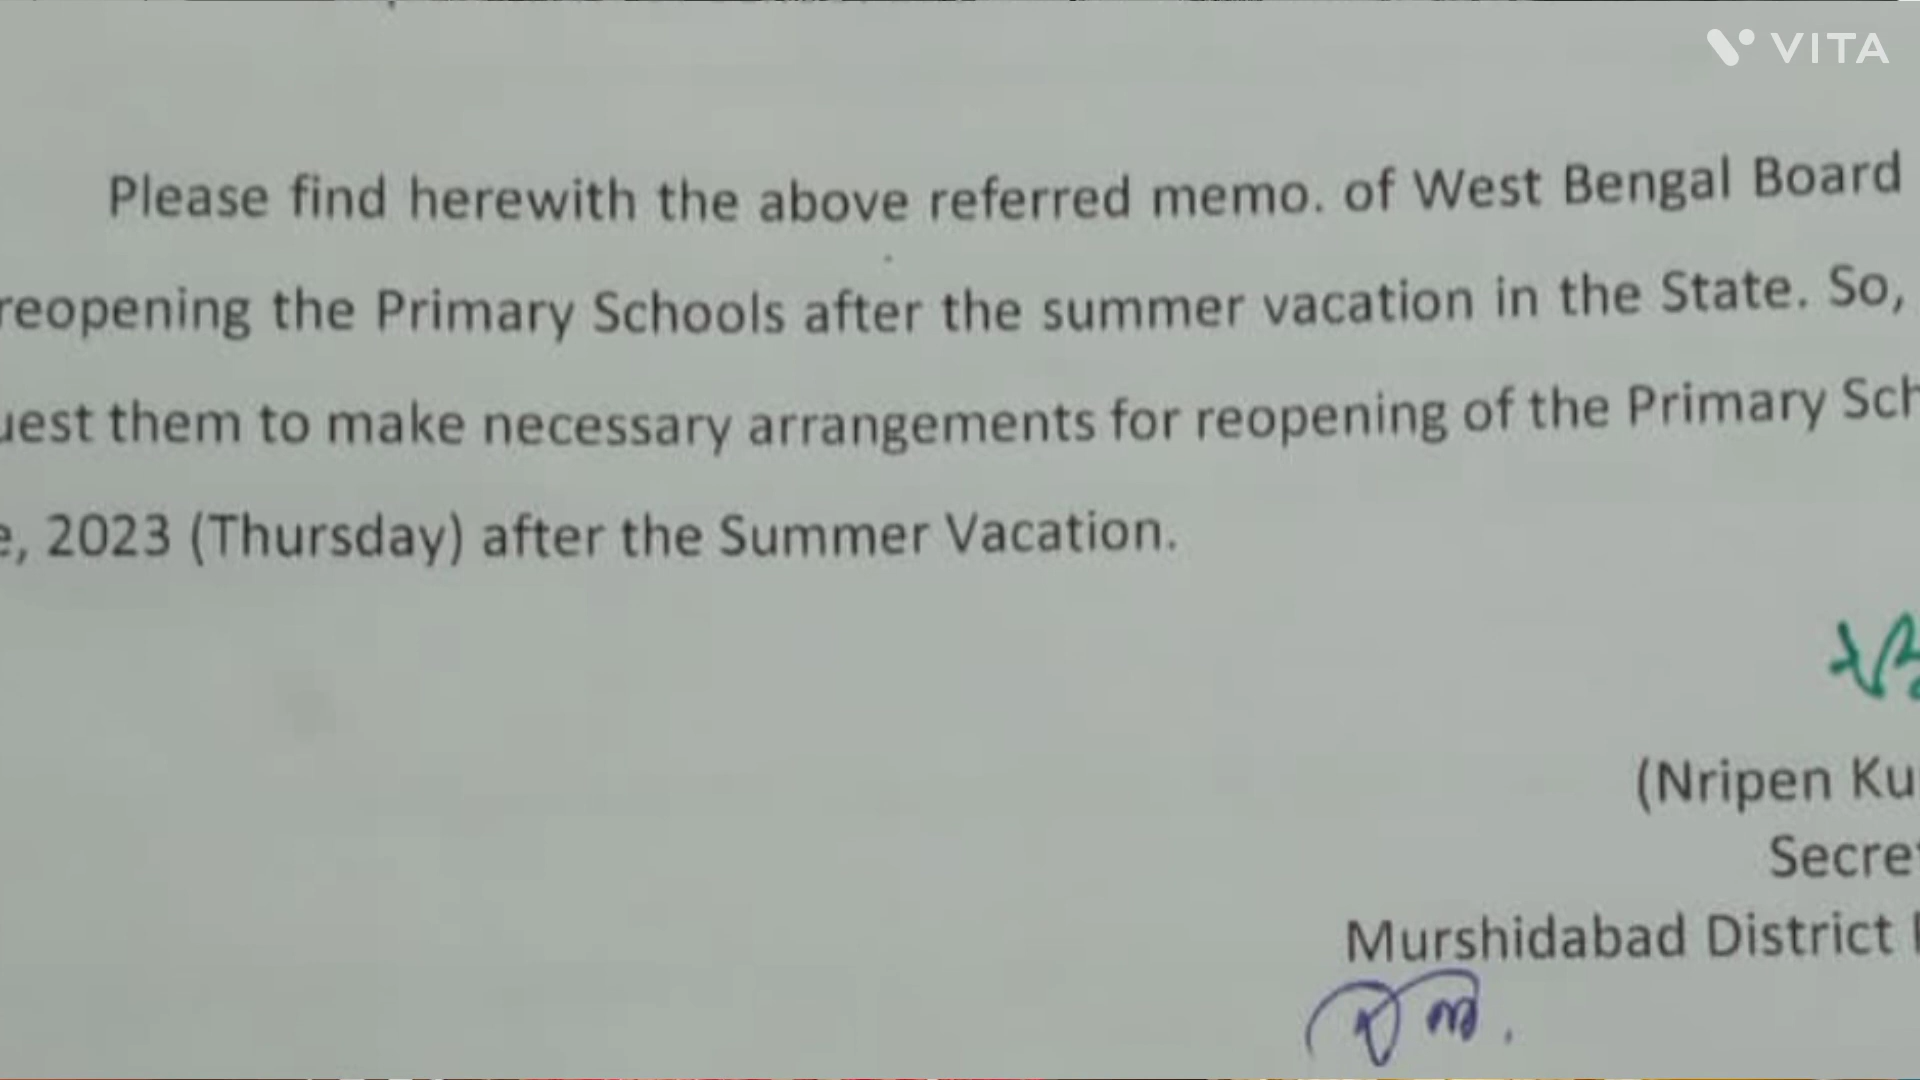 VITA
Please find herewith the above referred memo. of West Bengal Board
reopening the Primary Schools after the summer vacation in the State. So,
uest them to make necessary arrangements for reopening of the Primary Sch
e, 2023 (Thursday) after the Summer Vacation.
(Nripen Ku
Secret
Murshidabad District